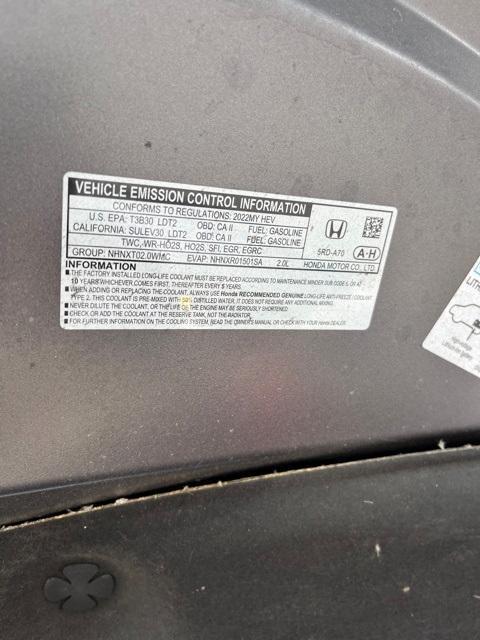 VEHICLE EMISSION CONTROL INFORMATION
CONFORMS TO REGULATIONS: 2022MY HEV
U.S. EPA: T3B30 LDT2 OBD: CA II FUEL: GASOLINE
CALIFORNIA: SULEV30 LDT2 OBD: CA II FUEL: GASOLINE
TWC, WR-HO2S, HO2S, SFI, EGR, EGRC
GROUP: NHNXT02.0WMC EVAP: NHNXR01501SA 2.0L
5RD-A70 A•H
HONDA MOTOR CO., LTD.
INFORMATION
■ THE FACTORY INSTALLED LONG-LIFE COOLANT MUST BE REPLACED ACCORDING TO MAINTENANCE MINDER SUB CODE 5, OR AT
10 YEARS WHICHEVER COMES FIRST, THEREAFTER EVERY 5 YEARS.
■ WHEN ADDING OR REPLACING THE COOLANT, ALWAYS USE Honda RECOMMENDED GENUINE LONG-LIFE ANTI-FREEZE / COOLANT
TYPE 2. THIS COOLANT IS PRE-MIXED WITH 50% DISTILLED WATER, IT DOES NOT REQUIRE ANY ADDITIONAL MIXING.
■ NEVER DILUTE THE COOLANT, OR THE LIFE OF THE ENGINE MAY BE SERIOUSLY SHORTENED.
■ CHECK OR ADD COOLANT AT THE RESERVE TANK, NOT THE RADIATOR.
■ FOR FURTHER INFORMATION ON THE COOLING SYSTEM, READ THE OWNER'S MANUAL OR ASK YOUR Honda DEALER.
LITH